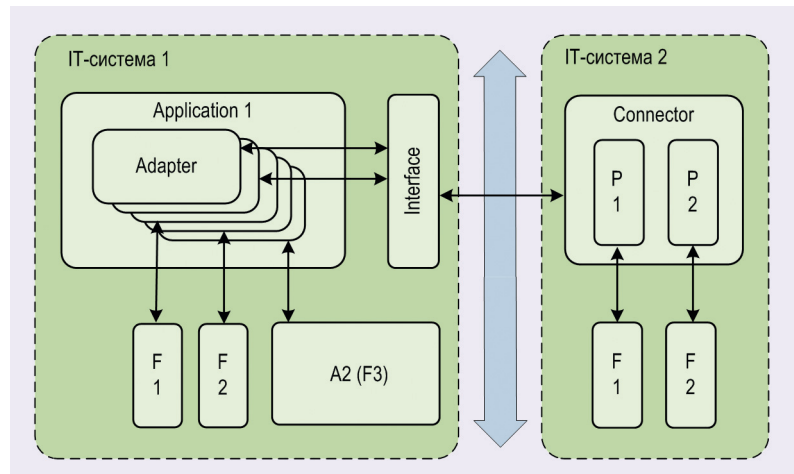 IT-система 1
Application 1
Adapter
Interface
F
1
F
2
A2 (F3)
IT-система 2
Connector
P
1
P
2
F
1
F
2